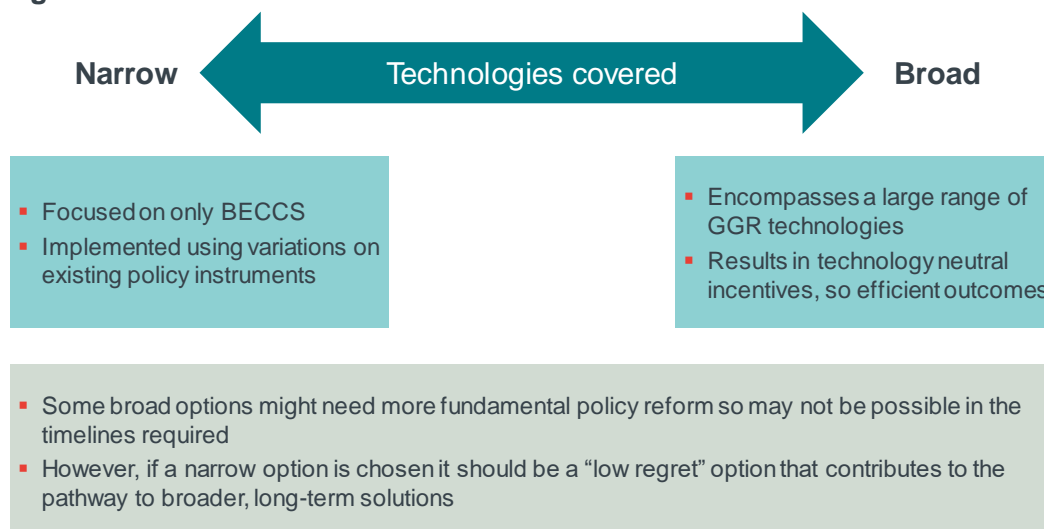 Narrow
Technologies covered
Broad
▪ Focused on only BECCS
▪ Implemented using variations on
existing policy instruments
▪ Encompasses a large range of
GGR technologies
▪ Results in technology neutral
incentives, so efficient outcomes
▪ Some broad options might need more fundamental policy reform so may not be possible in the
timelines required
▪ However, if a narrow option is chosen it should be a “low regret” option that contributes to the
pathway to broader, long-term solutions